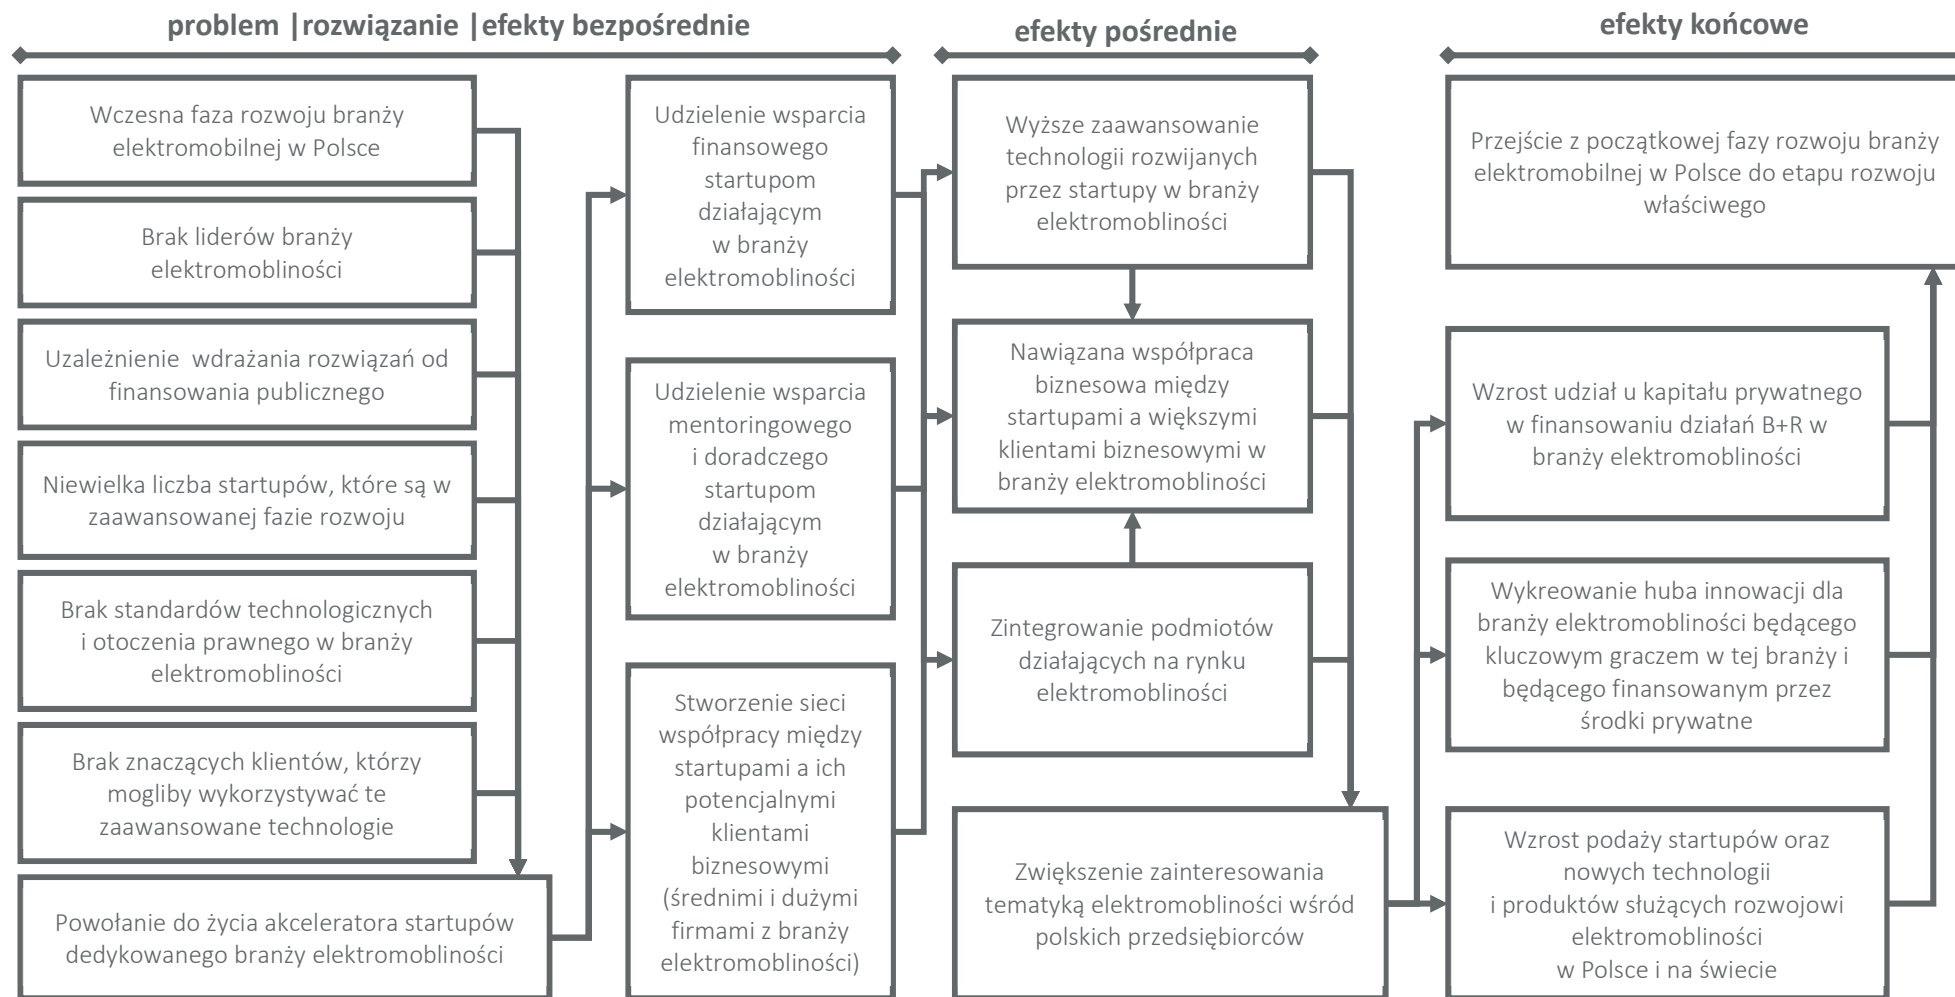 problem |rozwiązanie |efekty bezpośrednie
efekty pośrednie
efekty końcowe
Wczesna faza rozwoju branży
elektromobilnej w Polsce
Brak liderów branży
elektromobliności
Uzależnienie wdrażania rozwiązań od
finansowania publicznego
Niewielka liczba startupów, które są w
zaawansowanej fazie rozwoju
Brak standardów technologicznych
i otoczenia prawnego w branży
elektromobliności
Brak znaczących klientów, którzy
mogliby wykorzystywać te
zaawansowane technologie
Powołanie do życia akceleratora startupów
dedykowanego branży elektromobliności
Udzielenie wsparcia
finansowego
startupom
działającym
w branży
elektromobliności
Udzielenie wsparcia
mentoringowego
i doradczego
startupom
działającym
w branży
elektromobliności
Stworzenie sieci
współpracy między
startupami a ich
potencjalnymi
klientami
biznesowymi
(średnimi i dużymi
firmami z branży
elektromobliności)
Wyższe zaawansowanie
technologii rozwijanych
przez startupy w branży
elektromobliności
Nawiązana współpraca
biznesowa między
startupami a większymi
klientami biznesowymi w
branży elektromobliności
Zintegrowanie podmiotów
działających na rynku
elektromobliności
Zwiększenie zainteresowania
tematyką elektromobliności wśród
polskich przedsiębiorców
Przejście z początkowej fazy rozwoju branży
elektromobilnej w Polsce do etapu rozwoju
właściwego
Wzrost udział u kapitału prywatnego
w finansowaniu działań B+R w
branży elektromobliności
Wykreowanie huba innowacji dla
branży elektromobliności będącego
kluczowym graczem w tej branży i
będącego finansowanym przez
środki prywatne
Wzrost podaży startupów oraz
nowych technologii
i produktów służących rozwojowi
elektromobliności
w Polsce i na świecie